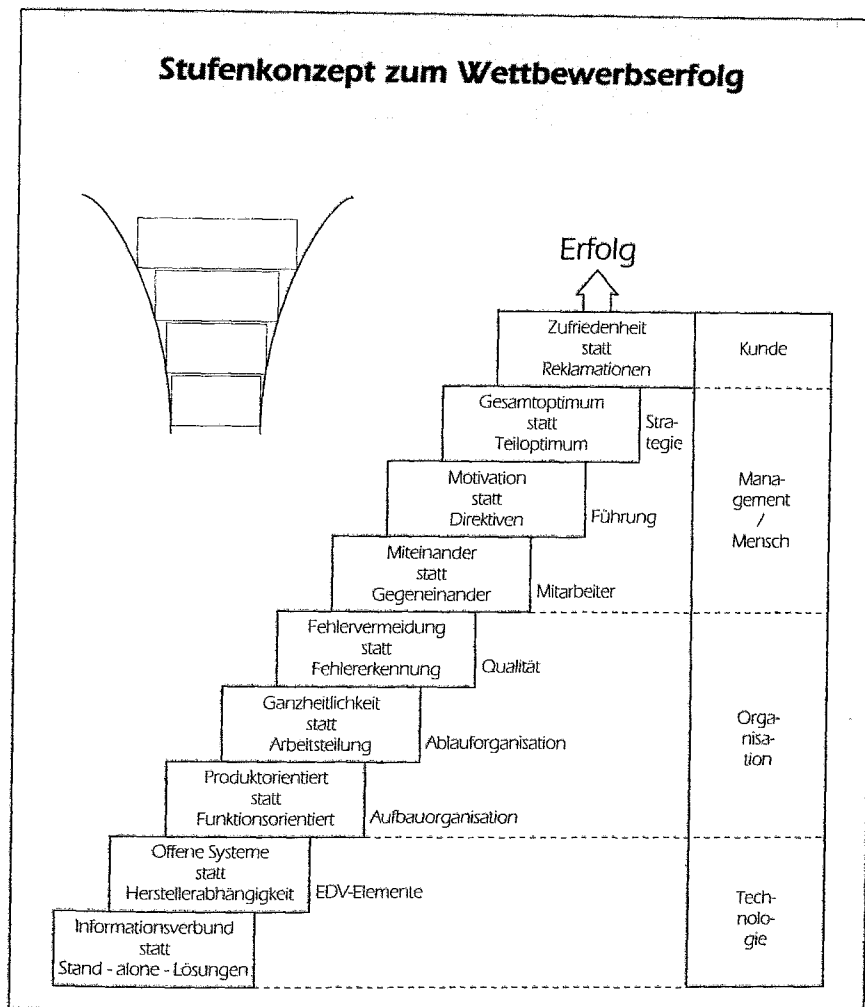 Stufenkonzept zum Wettbewerbserfolg
Erfolg
Zufriedenheit
statt
Reklamationen
Kunde
Gesamtoptimum
statt
Teiloptimum
Stra-
tegie
Motivation
statt
Direktiven
Führung
Mana-
gement
/
Mensch
Miteinander
statt
Gegeneinander
Mitarbeiter
Fehlervermeidung
statt
Fehlererkennung
Qualität
Ganzheitlichkeit
statt
Arbeitsteilung
Ablauforganisation
Orga-
nisa-
tion
Produktorientiert
statt
Funktionsorientiert
Aufbauorganisation
Offene Systeme
statt
Herstellerabhängigkeit
EDV-Elemente
Informationsverbund
statt
Stand - alone - Lösungen
Tech-
nolo-
gie